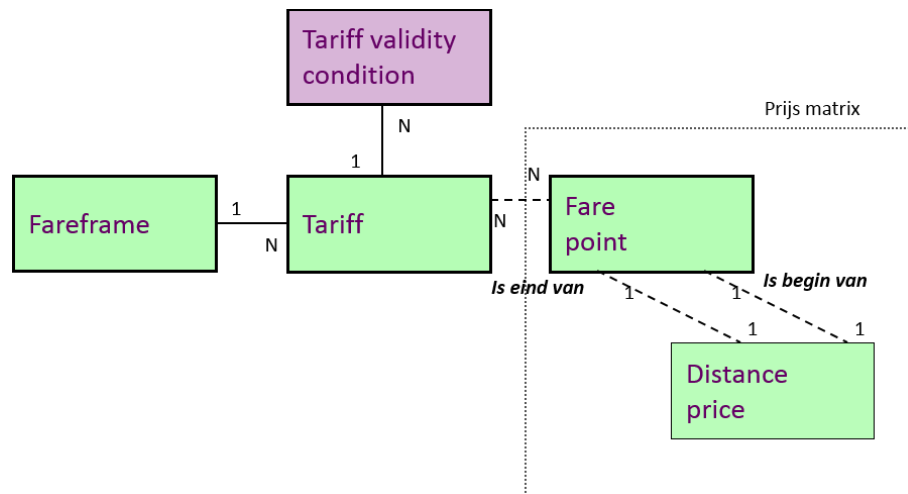 Tariff validity
condition
Prijs matrix
N
1
N
Fareframe
1
N
Tariff
N
Fare
point
Is eind van
1
1
Is begin van
1
1
Distance
price